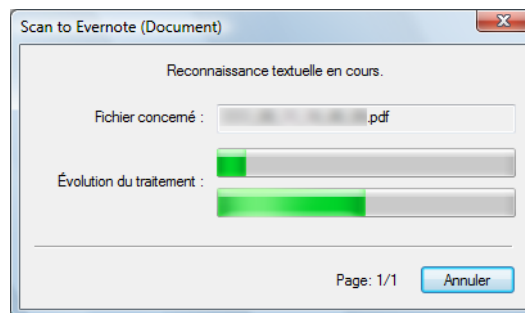 Scan to Evernote (Document)
Reconnaissance textuelle en cours.
Fichier concerné :
.pdf
Évolution du traitement :
Page: 1/1
Annuler